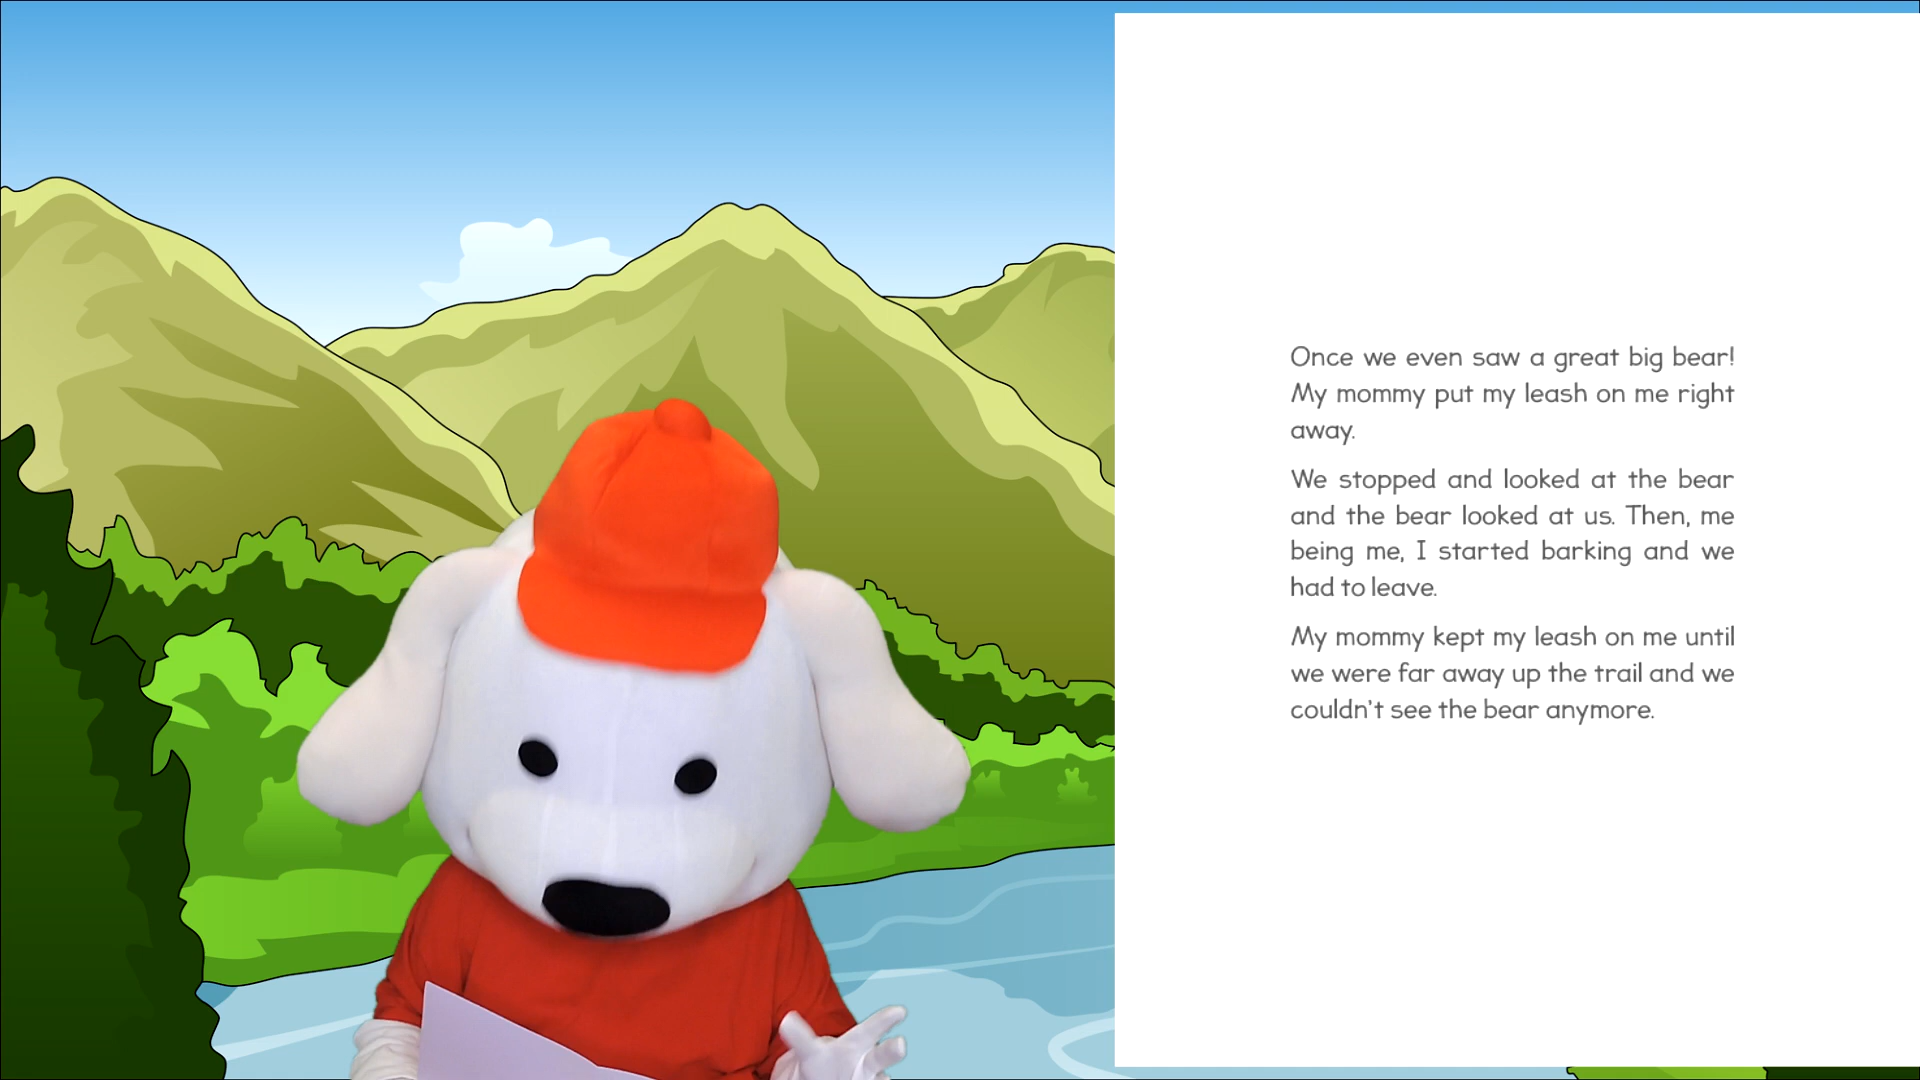 Once we even saw a great big bear!
My mommy put my leash on me right
away.
We stopped and looked at the bear
and the bear looked at us. Then, me
being me, I started barking and we
had to leave.
My mommy kept my leash on me until
we were far away up the trail and we
couldn't see the bear anymore.